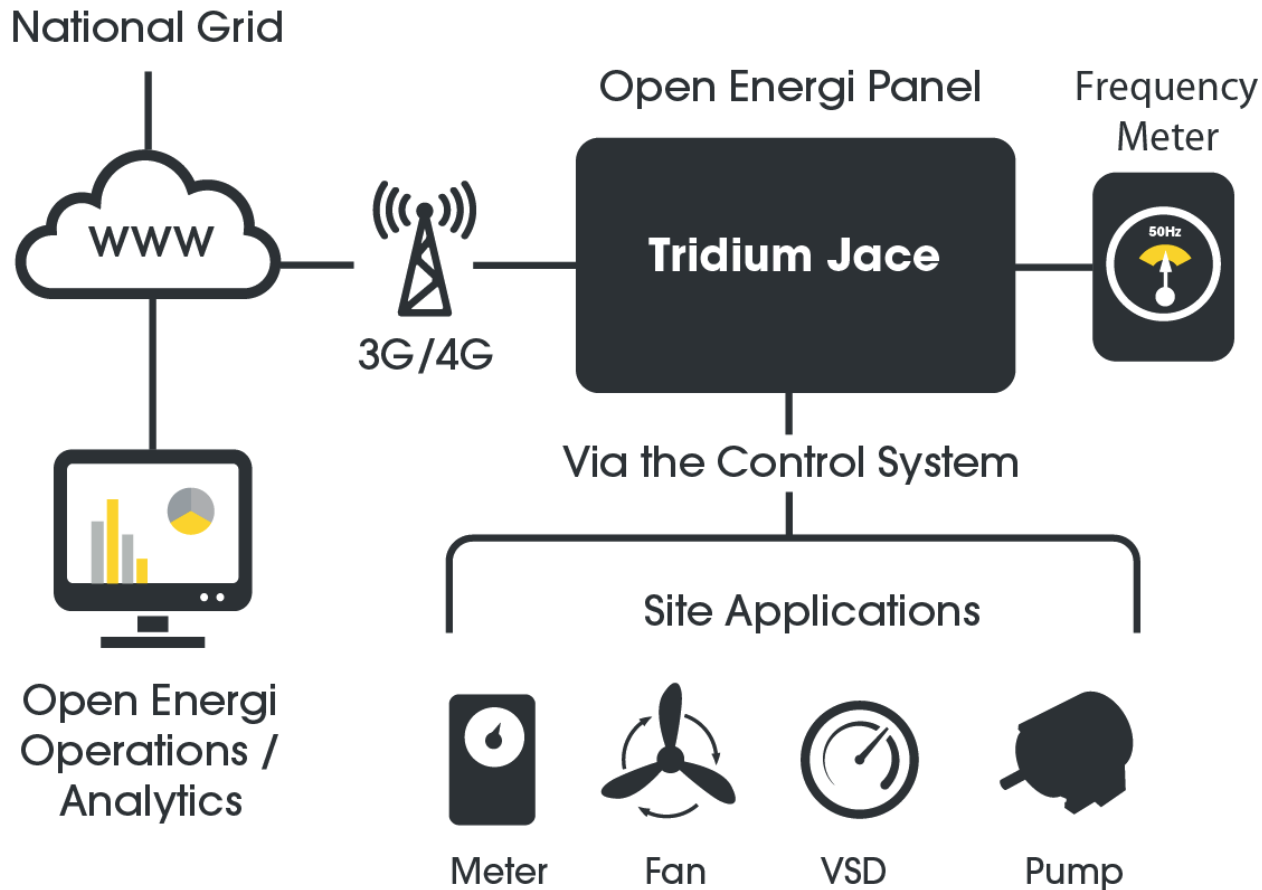 National Grid
Open Energi Panel
Frequency
Meter
www
Tridium Jace
50Hz
3G/4G
Via the Control System
Site Applications
Open Energi
Operations /
Analytics
Meter
Fan
VSD
Pump